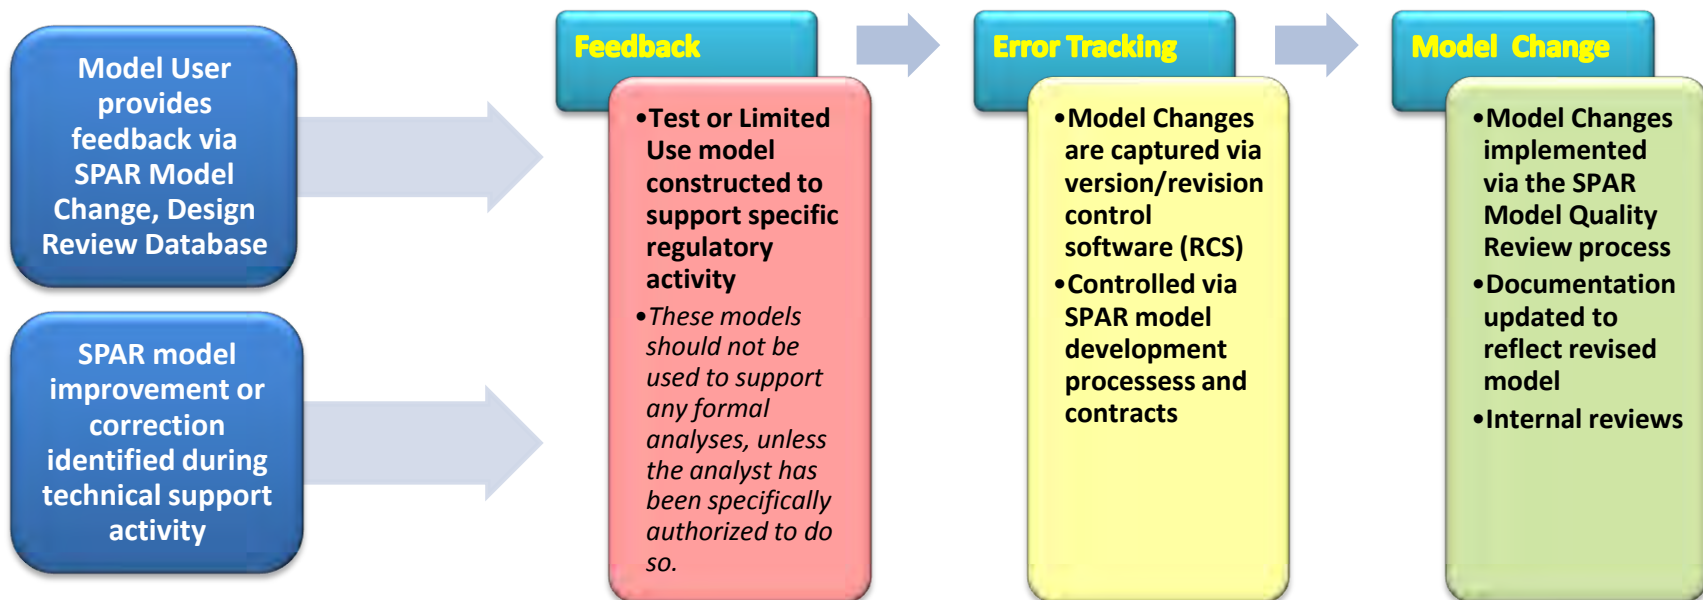 Model User
provides
feedback via
SPAR Model
Change, Design
Review Database
SPAR model
improvement or
correction
identified during
technical support
activity
Feedback
•Test or Limited
Use model
constructed to
support specific
regulatory
activity
•These models
should not be
used to support
any formal
analyses, unless
the analyst has
been specifically
authorized to do
so.
Error Tracking
•Model Changes
are captured via
version/revision
control
software (RCS)
•Controlled via
SPAR model
development
processess and
contracts
Model Change
•Model Changes
implemented
via the SPAR
Model Quality
Review process
•Documentation
updated to
reflect revised
model
•Internal reviews